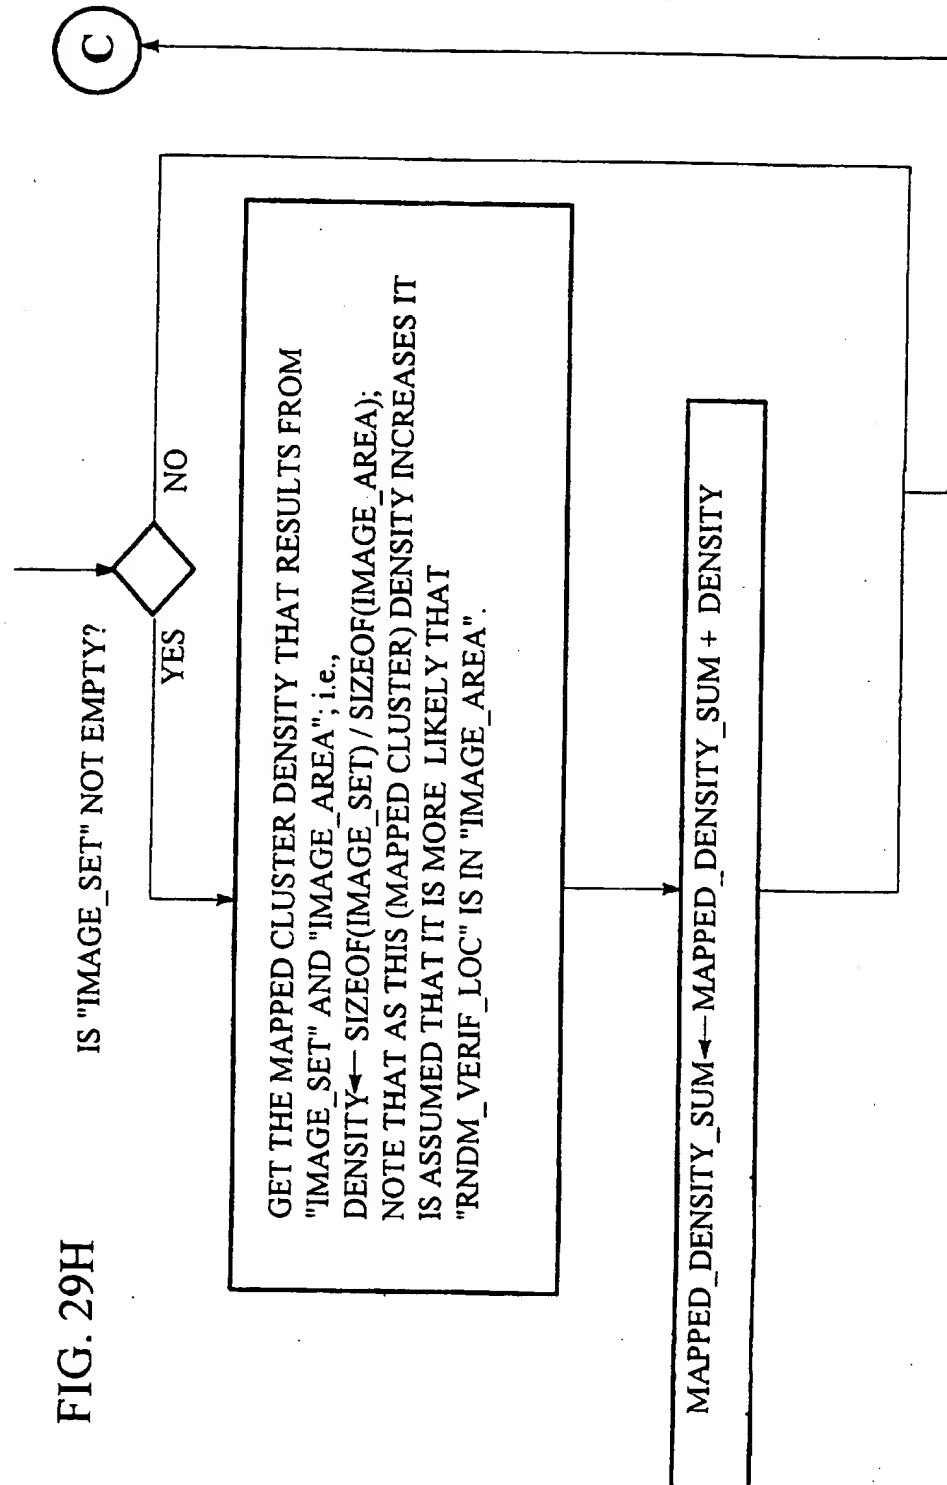 FIG. 29H
IS "IMAGE_SET" NOT EMPTY?
YES
NO
C
GET THE MAPPED CLUSTER DENSITY THAT RESULTS FROM
"IMAGE_SET" AND "IMAGE_AREA"; i.e.,
DENSITY← SIZEOF(IMAGE_SET) / SIZEOF(IMAGE_AREA);
NOTE THAT AS THIS (MAPPED CLUSTER) DENSITY INCREASES IT
IS ASSUMED THAT IT IS MORE LIKELY THAT
"RNDM_VERIF_LOC" IS IN "IMAGE_AREA".
MAPPED_DENSITY_SUM←MAPPED_DENSITY_SUM + DENSITY